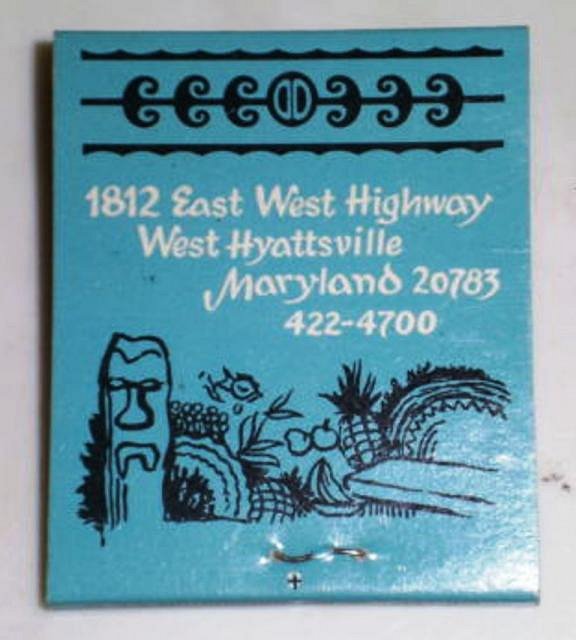 1812 East West Highway
West Hyattsville
Maryland 20783
422-4700